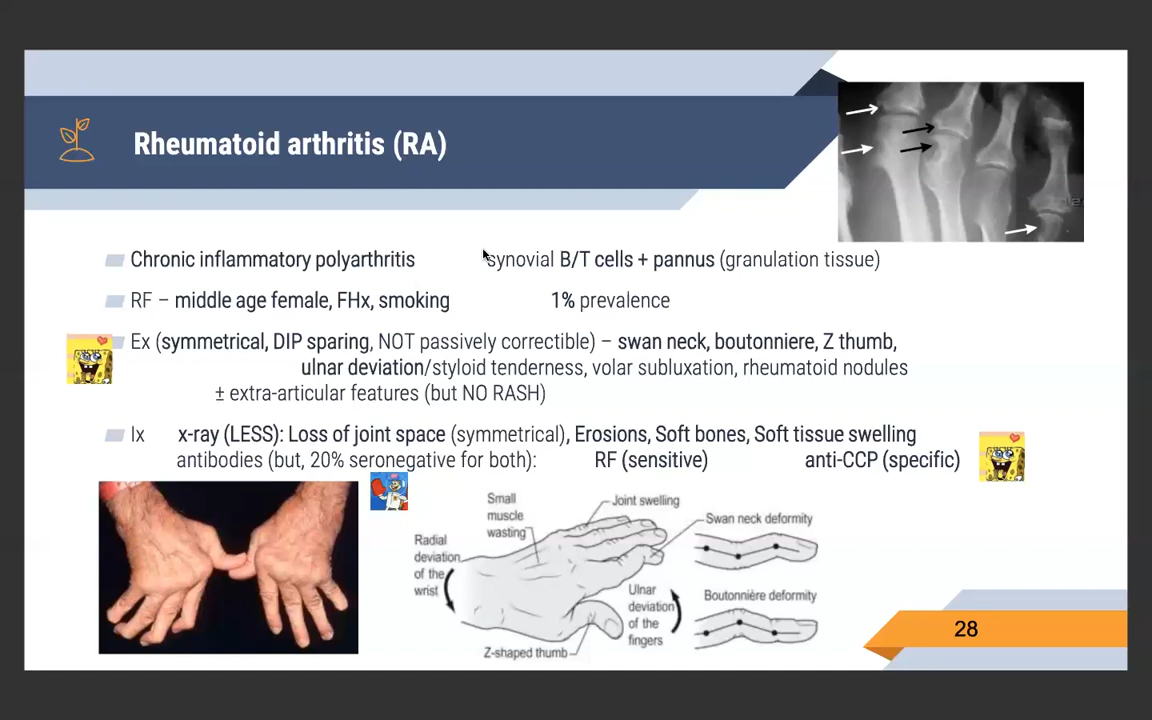 Rheumatoid arthritis (RA)
Chronic inflammatory polyarthritis synovial B/T cells + pannus (granulation tissue)
RF – middle age female, FHx, smoking 1% prevalence
Ex (symmetrical, DIP sparing, NOT passively correctible) – swan neck, boutonniere, Z thumb,
ulnar deviation/styloid tenderness, volar subluxation, rheumatoid nodules
± extra-articular features (but NO RASH)
Ix x-ray (LESS): Loss of joint space (symmetrical), Erosions, Soft bones, Soft tissue swelling
antibodies (but, 20% seronegative for both): RF (sensitive) anti-CCP (specific)
Small
muscle
wasting
Joint swelling
Swan neck deformity
Radial
deviation
of the
wrist
Ulnar
deviation
of the
fingers
Boutonnière deformity
Z-shaped thumb
28